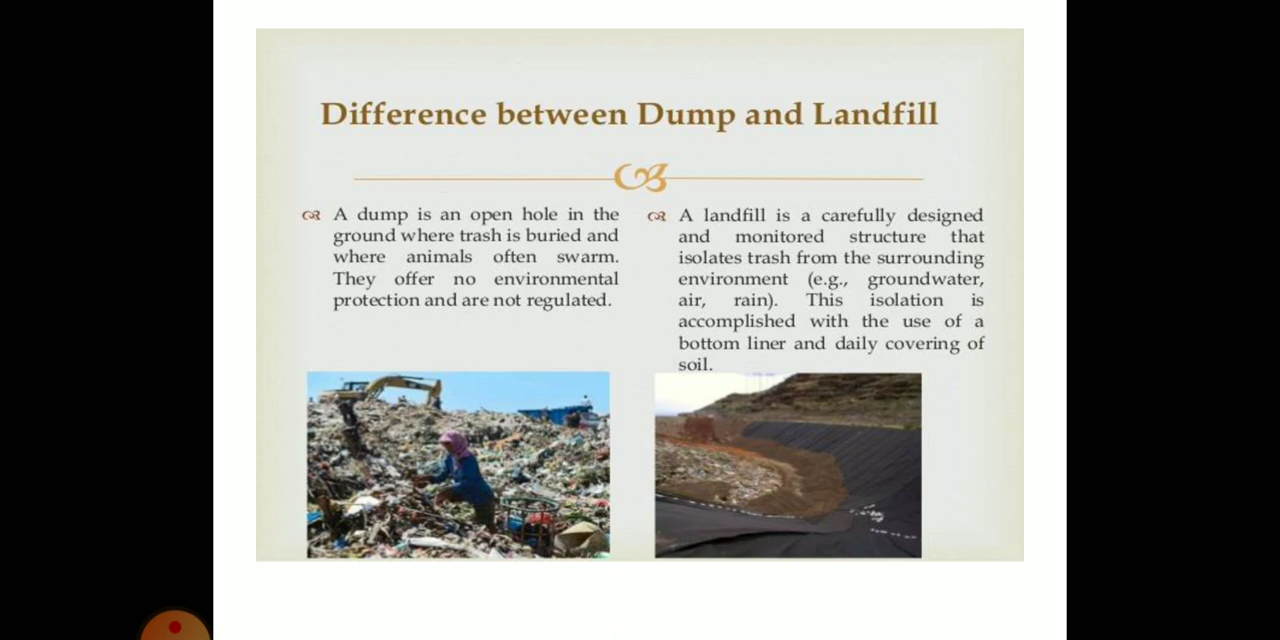 Difference between Dump and Landfill
A dump is an open hole in the
ground where trash is buried and
where animals often swarm.
They offer no environmental
protection and are not regulated.
A landfill is a carefully designed
and monitored structure that
isolates trash from the surrounding
environment (e.g., groundwater,
air, rain). This isolation is
accomplished with the use of a
bottom liner and daily covering of
soil.